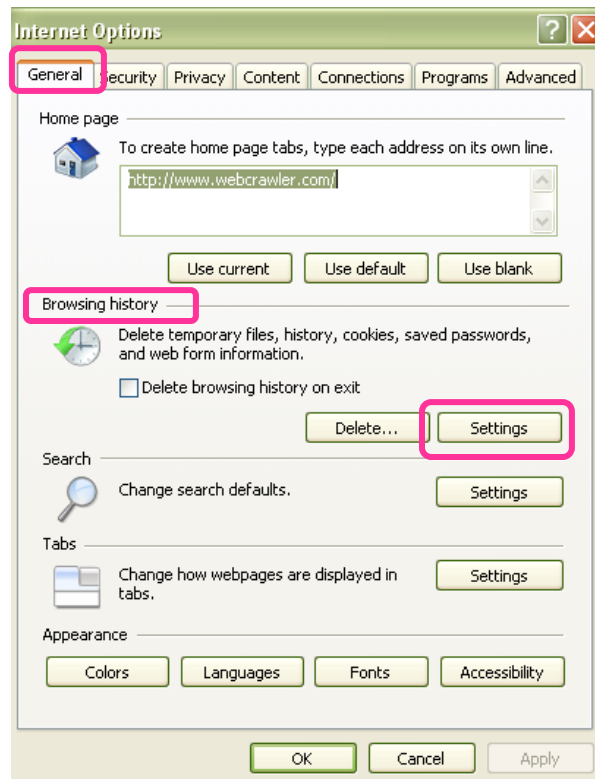 Internet Options
General Security Privacy Content Connections Programs Advanced
Home page
To create home page tabs, type each address on its own line.
http://www.webcrawler.com/
Use current Use default Use blank
Browsing history
Delete temporary files, history, cookies, saved passwords,
and web form information.
Delete browsing history on exit
Delete... Settings
Search
Change search defaults.
Settings
Tabs
Change how webpages are displayed in
tabs.
Settings
Appearance
Colors Languages Fonts Accessibility
OK Cancel Apply